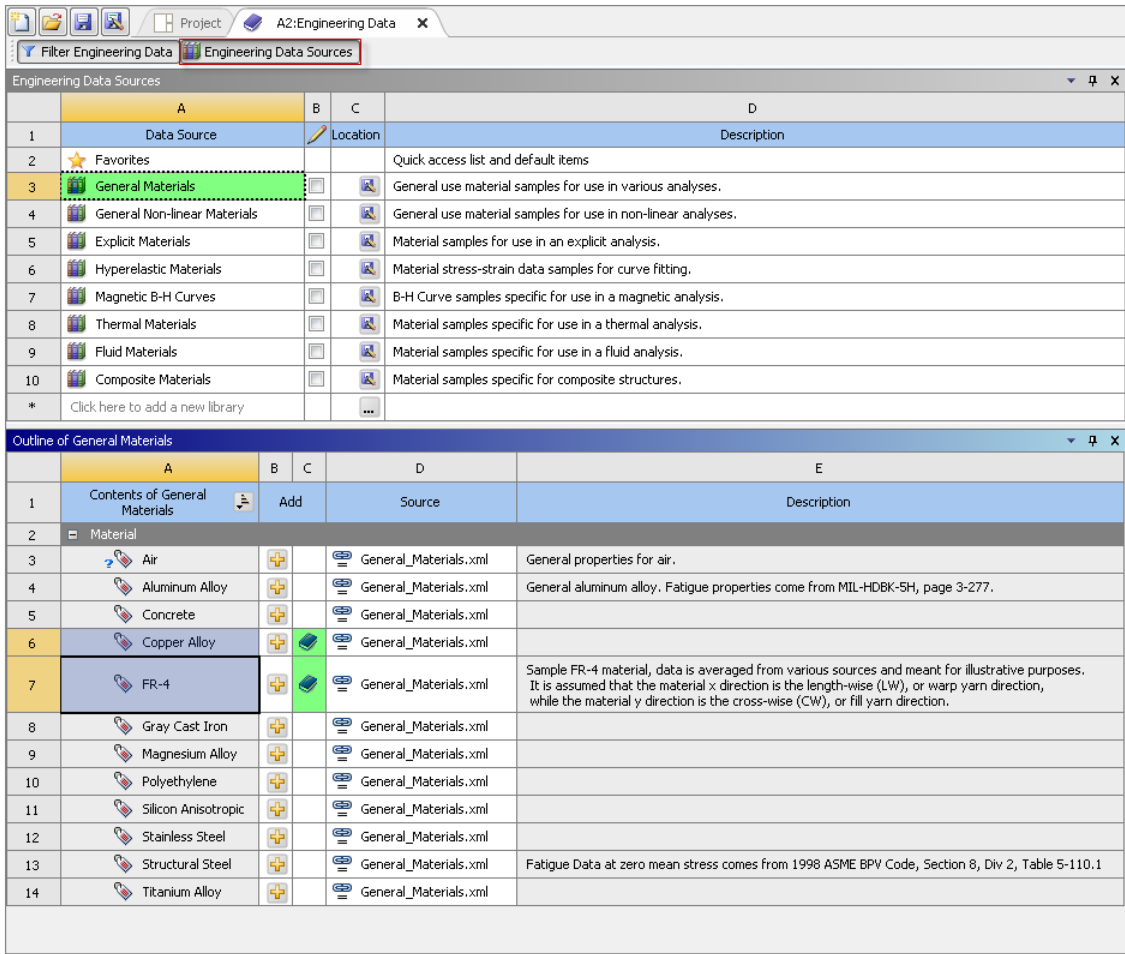 Project A2:Engineering Data X
Filter Engineering Data Engineering Data Sources
Engineering Data Sources
A B C D
1 Data Source Location Description
2 Favorites Quick access list and default items
3 General Materials General use material samples for use in various analyses.
4 General Non-linear Materials General use material samples for use in non-linear analyses.
5 Explicit Materials Material samples for use in an explicit analysis.
6 Hyperelastic Materials Material stress-strain data samples for curve fitting.
7 Magnetic B-H Curves B-H Curve samples specific for use in a magnetic analysis.
8 Thermal Materials Material samples specific for use in a thermal analysis.
9 Fluid Materials Material samples specific for use in a fluid analysis.
10 Composite Materials Material samples specific for composite structures.
* Click here to add a new library ...
Outline of General Materials
A B C D E
1 Contents of General Materials Add Source Description
2 Material
3 ? Air General_Materials.xml General properties for air.
4 Aluminum Alloy General_Materials.xml General aluminum alloy. Fatigue properties come from MIL-HDBK-5H, page 3-277.
5 Concrete General_Materials.xml
6 Copper Alloy General_Materials.xml
7 FR-4 General_Materials.xml Sample FR-4 material, data is averaged from various sources and meant for illustrative purposes.
It is assumed that the material x direction is the length-wise (LW), or warp yarn direction,
while the material y direction is the cross-wise (CW), or fill yarn direction.
8 Gray Cast Iron General_Materials.xml
9 Magnesium Alloy General_Materials.xml
10 Polyethylene General_Materials.xml
11 Silicon Anisotropic General_Materials.xml
12 Stainless Steel General_Materials.xml
13 Structural Steel General_Materials.xml Fatigue Data at zero mean stress comes from 1998 ASME BPV Code, Section 8, Div 2, Table 5-110.1
14 Titanium Alloy General_Materials.xml